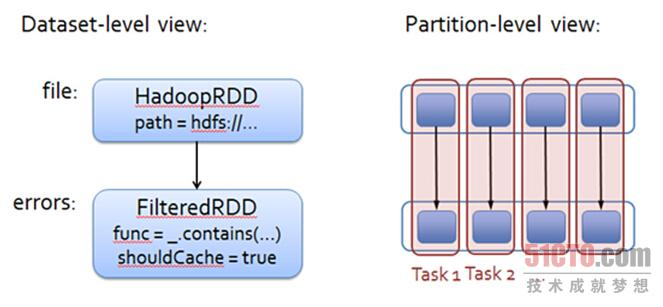 Dataset-level view:
Partition-level view:
file:
HadoopRDD
path = hdfs://...
errors:
FilteredRDD
func = _.contains(...)
shouldCache = true
Task 1 Task 2 ..
51CTO.com
技术成就梦想